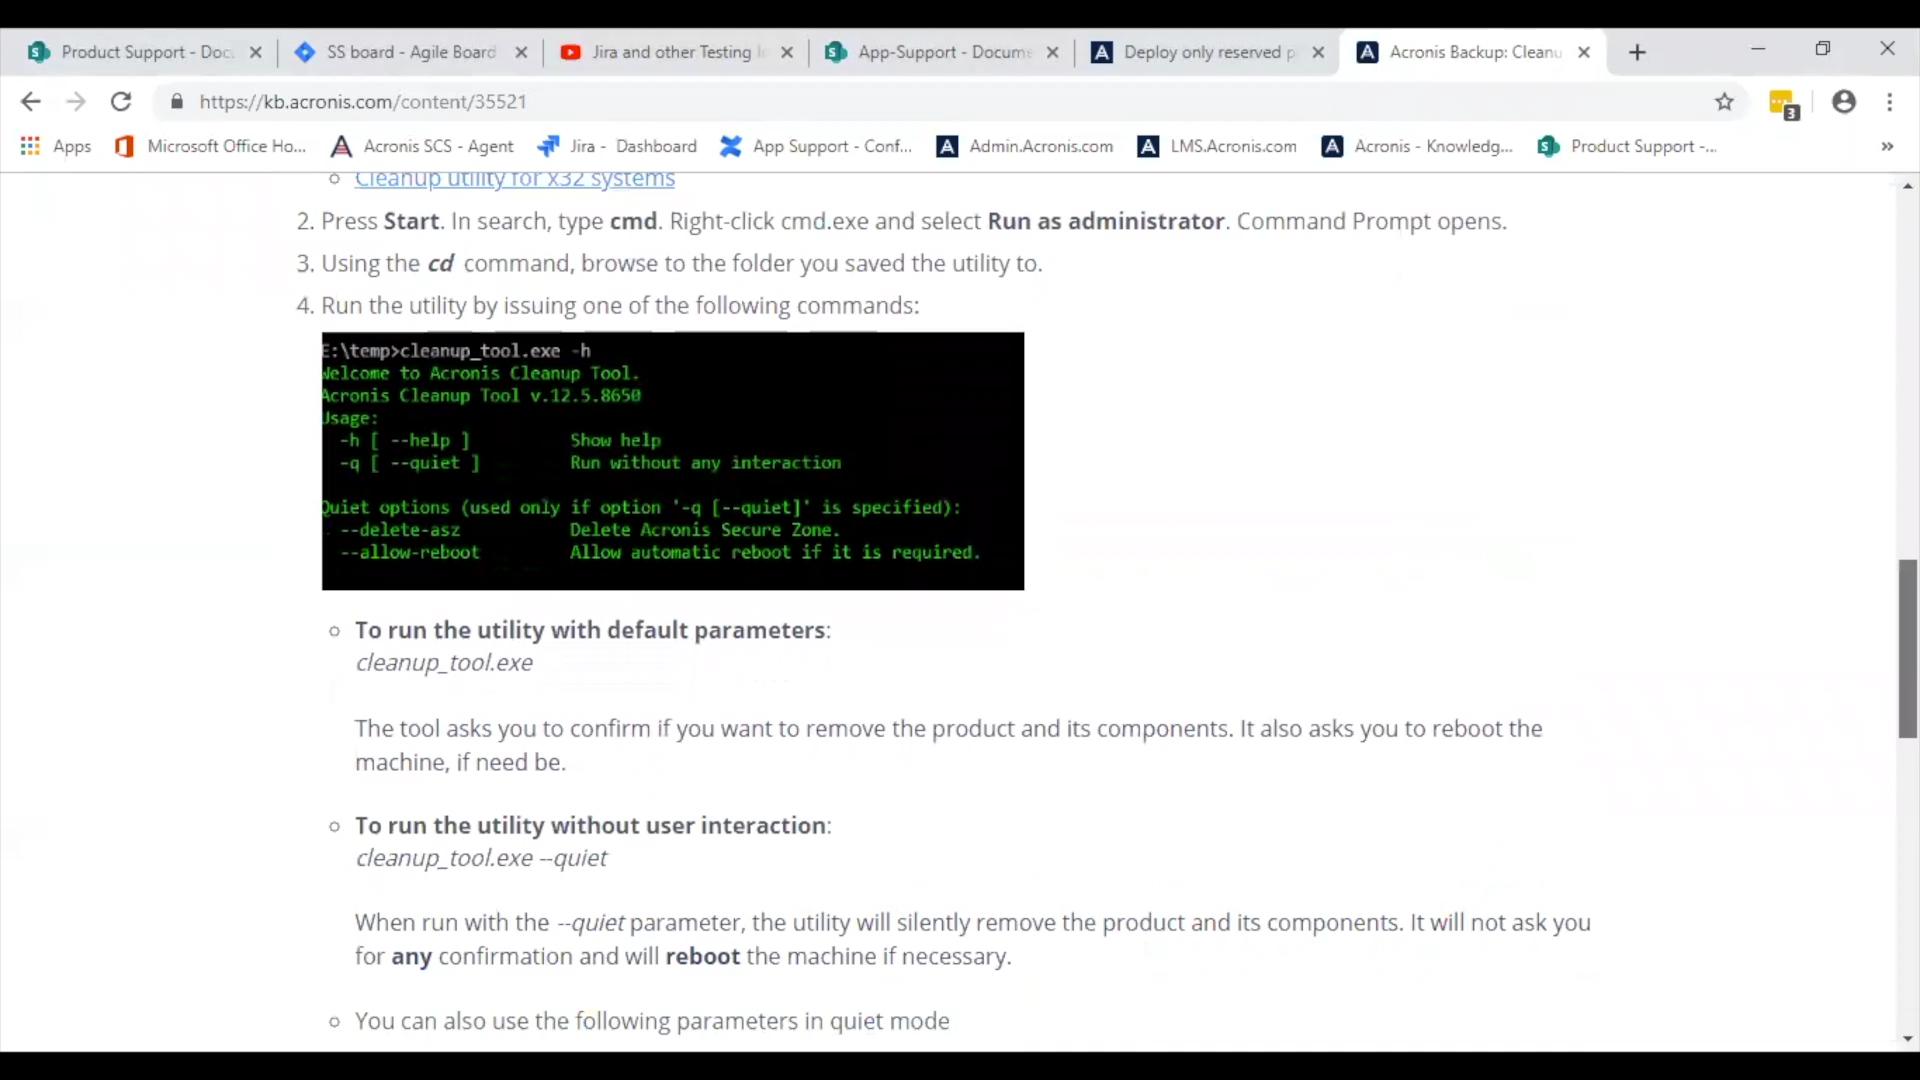 Product Support - Doc
SS board - Agile Board
Jira and other Testing
App-Support - Docume
Deploy only reserved p
Acronis Backup: Cleanu
https://kb.acronis.com/content/35521
3
Apps
Microsoft Office Ho...
Acronis SCS - Agent
Jira - Dashboard
App Support - Conf...
Admin.Acronis.com
LMS.Acronis.com
Acronis - Knowledg...
Product Support -...
»
Cleanup utility for x32 systems
2. Press Start. In search, type cmd. Right-click cmd.exe and select Run as administrator. Command Prompt opens.
3. Using the cd command, browse to the folder you saved the utility to.
4. Run the utility by issuing one of the following commands:
E:\temp>cleanup_tool.exe -h
Welcome to Acronis Cleanup Tool.
Acronis Cleanup Tool v.12.5.8650
Usage:
-h [ --help ] Show help
-q [ --quiet ] Run without any interaction
Quiet options (used only if option '-q [--quiet]' is specified):
--delete-asz Delete Acronis Secure Zone.
--allow-reboot Allow automatic reboot if it is required.
To run the utility with default parameters:
cleanup_tool.exe
The tool asks you to confirm if you want to remove the product and its components. It also asks you to reboot the
machine, if need be.
To run the utility without user interaction:
cleanup_tool.exe --quiet
When run with the --quiet parameter, the utility will silently remove the product and its components. It will not ask you
for any confirmation and will reboot the machine if necessary.
You can also use the following parameters in quiet mode